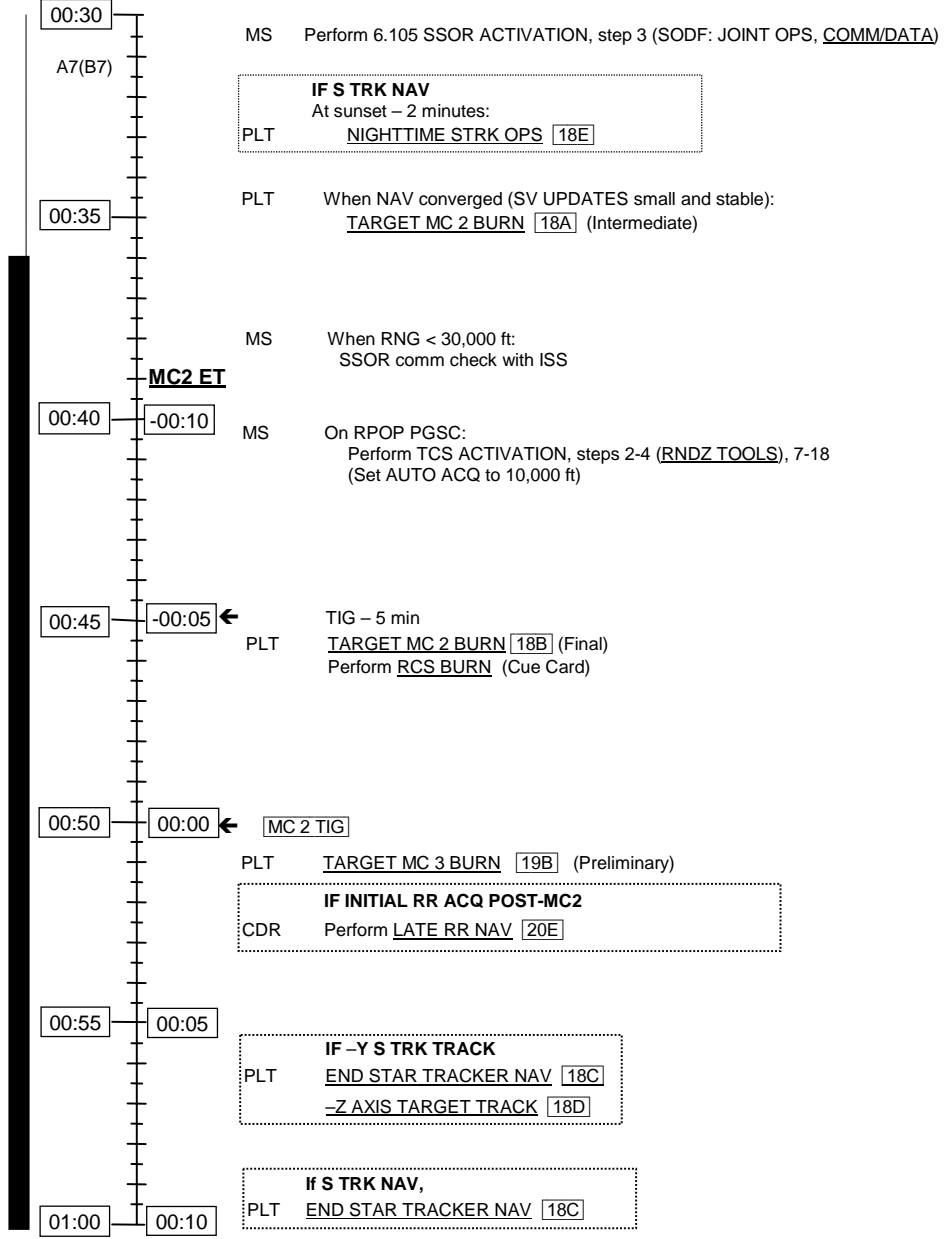 00:30
MS Perform 6.105 SSOR ACTIVATION, step 3 (SODF: JOINT OPS, COMM/DATA)
A7(B7)
IF S TRK NAV
At sunset – 2 minutes:
PLT NIGHTTIME STRK OPS 18E
PLT When NAV converged (SV UPDATES small and stable):
00:35
TARGET MC 2 BURN 18A (Intermediate)
MS When RNG < 30,000 ft:
SSOR comm check with ISS
MC2 ET
00:40 -00:10
MS On RPOP PGSC:
Perform TCS ACTIVATION, steps 2-4 (RNDZ TOOLS), 7-18
(Set AUTO ACQ to 10,000 ft)
00:45 -00:05 ← TIG – 5 min
PLT TARGET MC 2 BURN 18B (Final)
Perform RCS BURN (Cue Card)
00:50 00:00 ← MC 2 TIG
PLT TARGET MC 3 BURN 19B (Preliminary)
IF INITIAL RR ACQ POST-MC2
CDR Perform LATE RR NAV 20E
00:55 00:05
IF –Y S TRK TRACK
PLT END STAR TRACKER NAV 18C
–Z AXIS TARGET TRACK 18D
If S TRK NAV,
PLT END STAR TRACKER NAV 18C
01:00 00:10